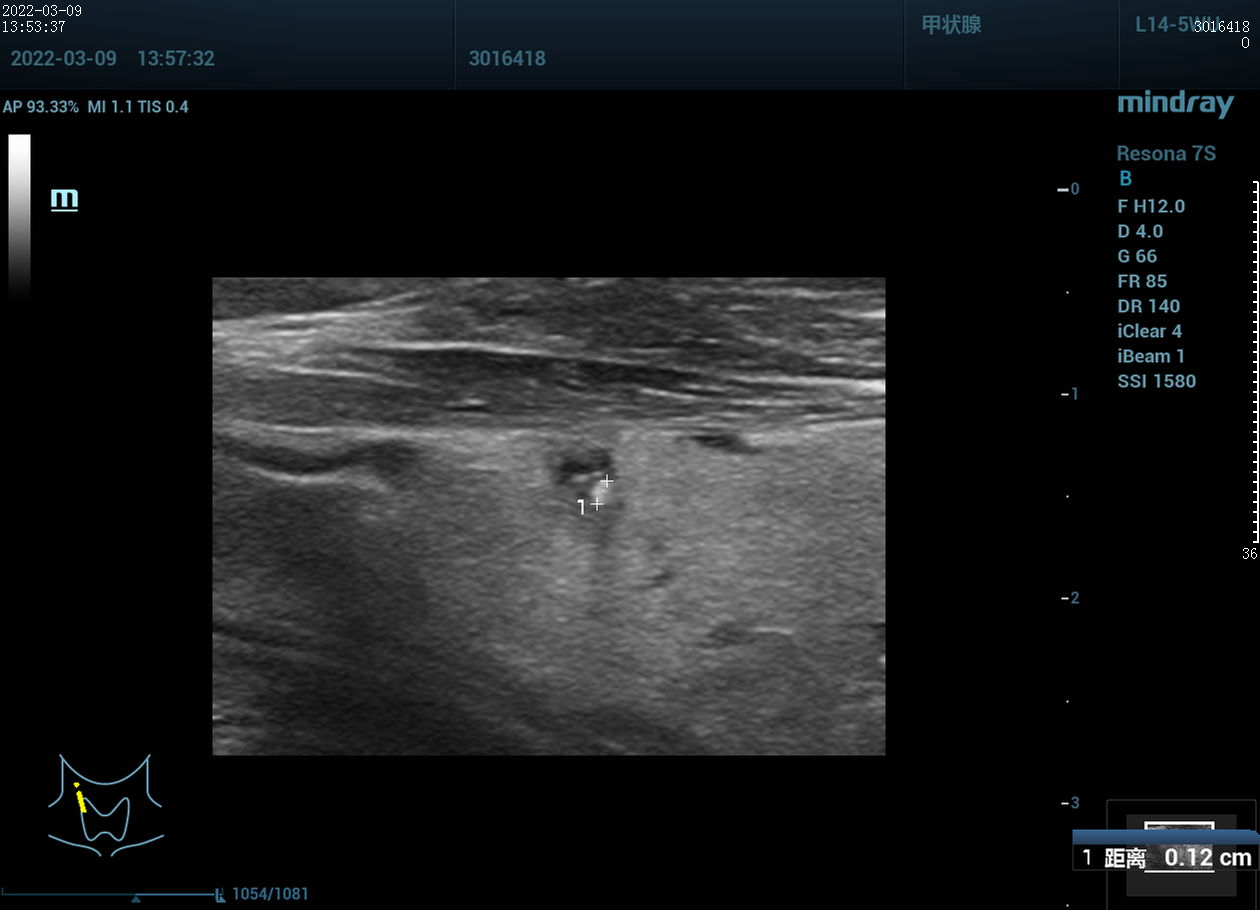 2022-03-09
13:53:37
2022-03-09 13:57:32
3016418
甲状腺
L14-5WU
3016418
0
AP 93.33% MI 1.1 TIS 0.4
mindray
m
Resona 7S
B
F H12.0
D 4.0
G 66
FR 85
DR 140
iClear 4
iBeam 1
SSI 1580
0
1
2
3
36
1
1 距离 0.12 cm
1054/1081